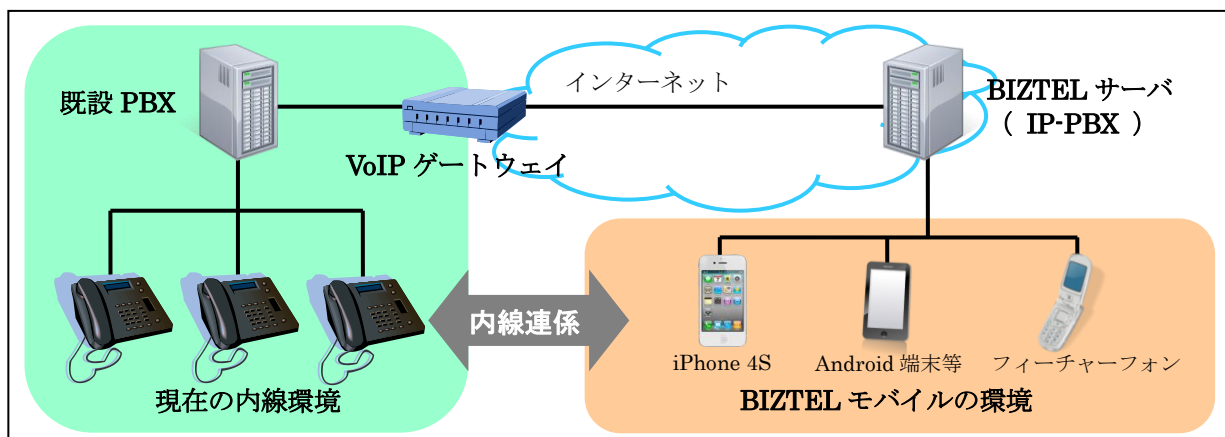 既設 PBX
VoIP ゲートウェイ
インターネット
BIZTEL サーバ
（ IP-PBX ）
内線連係
iPhone 4S
Android 端末等
フィーチャーフォン
現在の内線環境
BIZTEL モバイルの環境